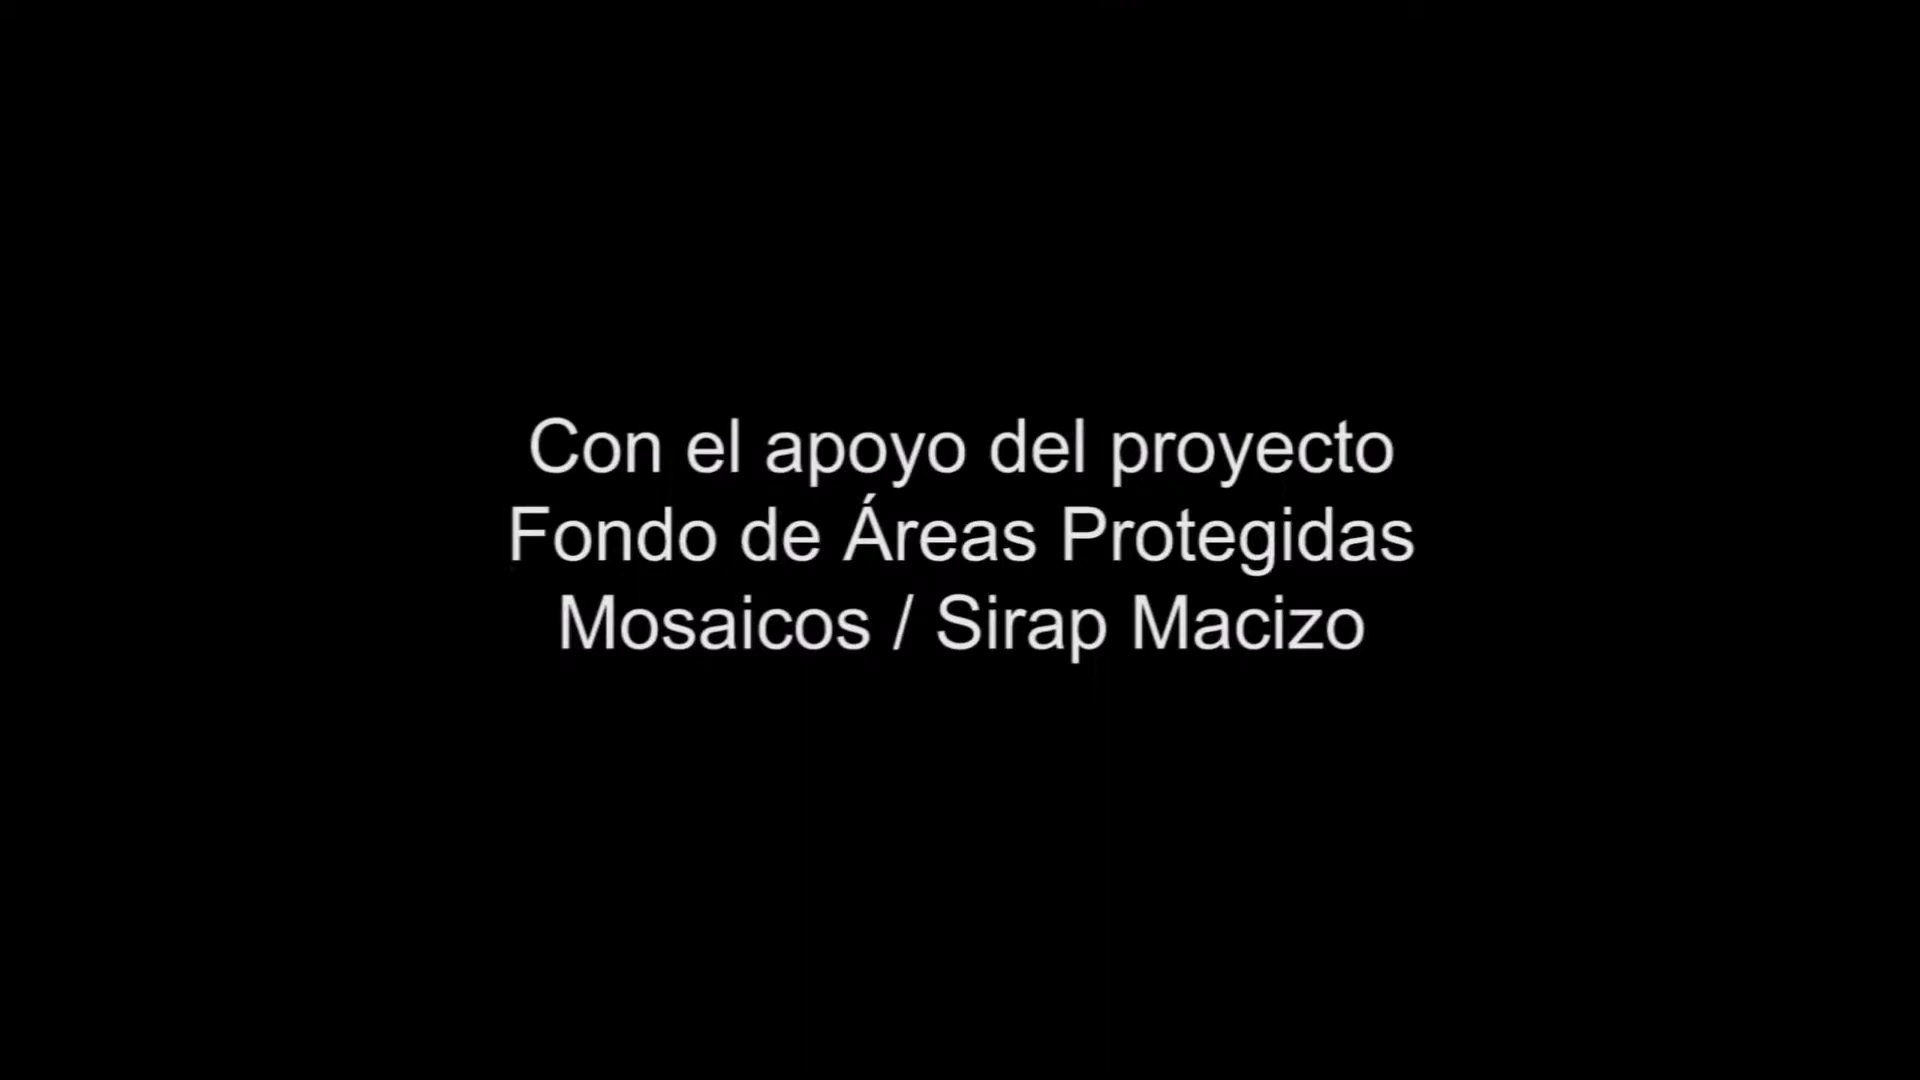 Con el apoyo del proyecto
Fondo de Áreas Protegidas
Mosaicos / Sirap Macizo